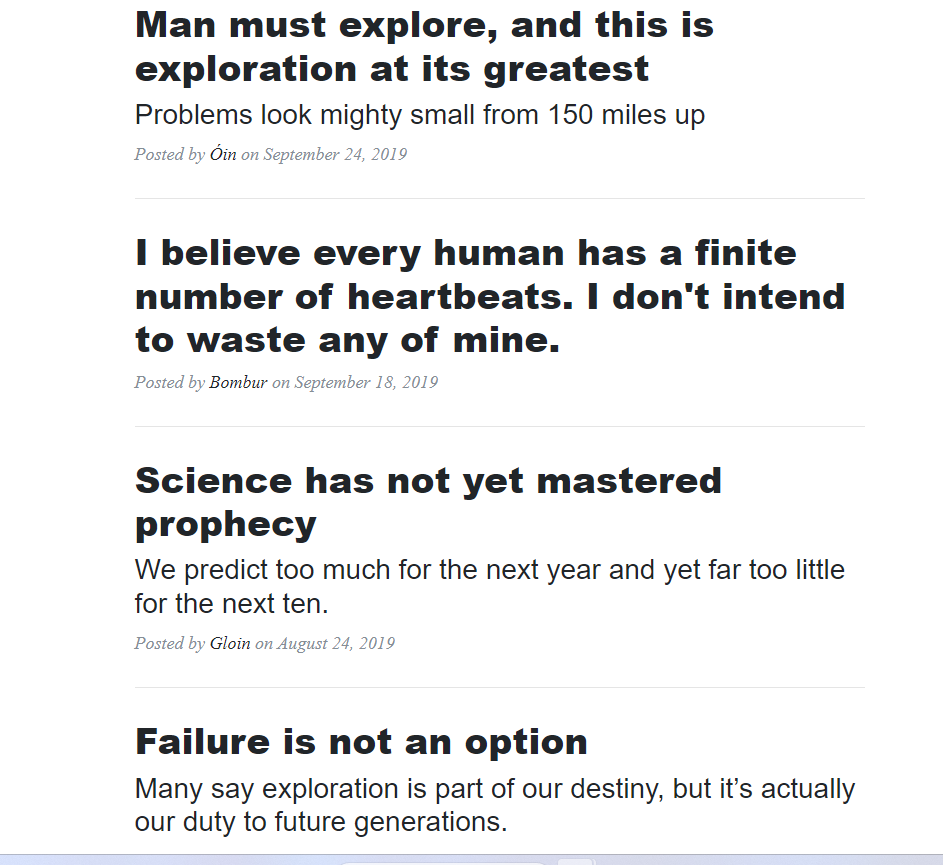 Man must explore, and this is
exploration at its greatest
Problems look mighty small from 150 miles up
Posted by Óin on September 24, 2019
I believe every human has a finite
number of heartbeats. I don't intend
to waste any of mine.
Posted by Bombur on September 18, 2019
Science has not yet mastered
prophecy
We predict too much for the next year and yet far too little
for the next ten.
Posted by Gloin on August 24, 2019
Failure is not an option
Many say exploration is part of our destiny, but it’s actually
our duty to future generations.